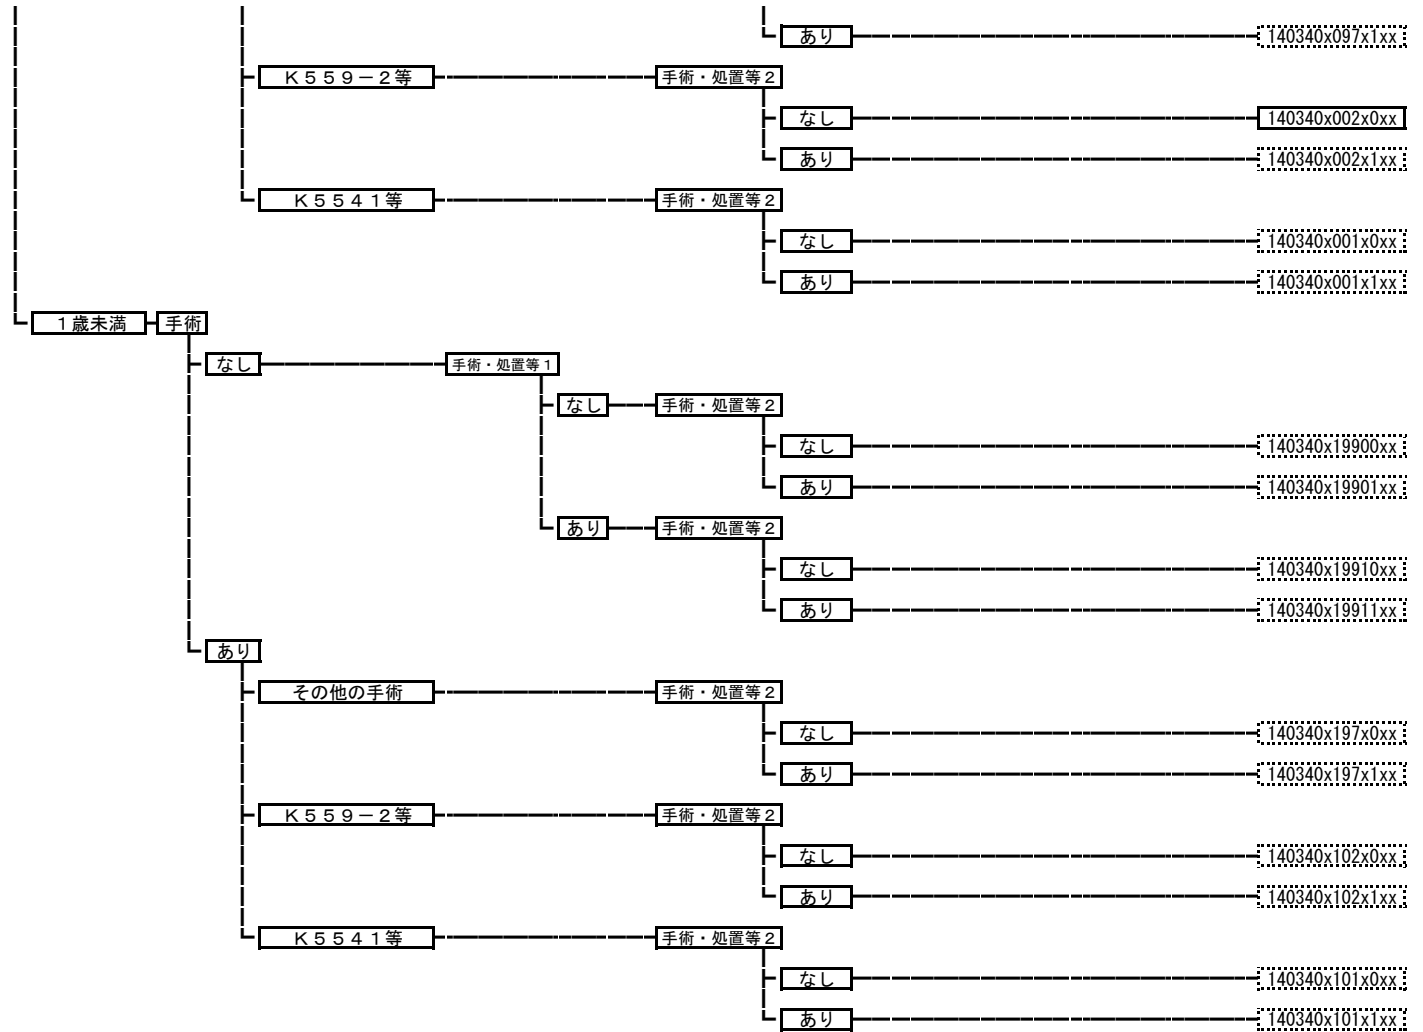 あり 140340x097x1xx
K559-2等 手術・処置等2
なし 140340x002x0xx
あり 140340x002x1xx
K5541等 手術・処置等2
なし 140340x001x0xx
あり 140340x001x1xx
1歳未満 手術
なし 手術・処置等1
なし 手術・処置等2
なし 140340x19900xx
あり 140340x19901xx
あり 手術・処置等2
なし 140340x19910xx
あり 140340x19911xx
あり
その他の手術 手術・処置等2
なし 140340x197x0xx
あり 140340x197x1xx
K559-2等 手術・処置等2
なし 140340x102x0xx
あり 140340x102x1xx
K5541等 手術・処置等2
なし 140340x101x0xx
あり 140340x101x1xx